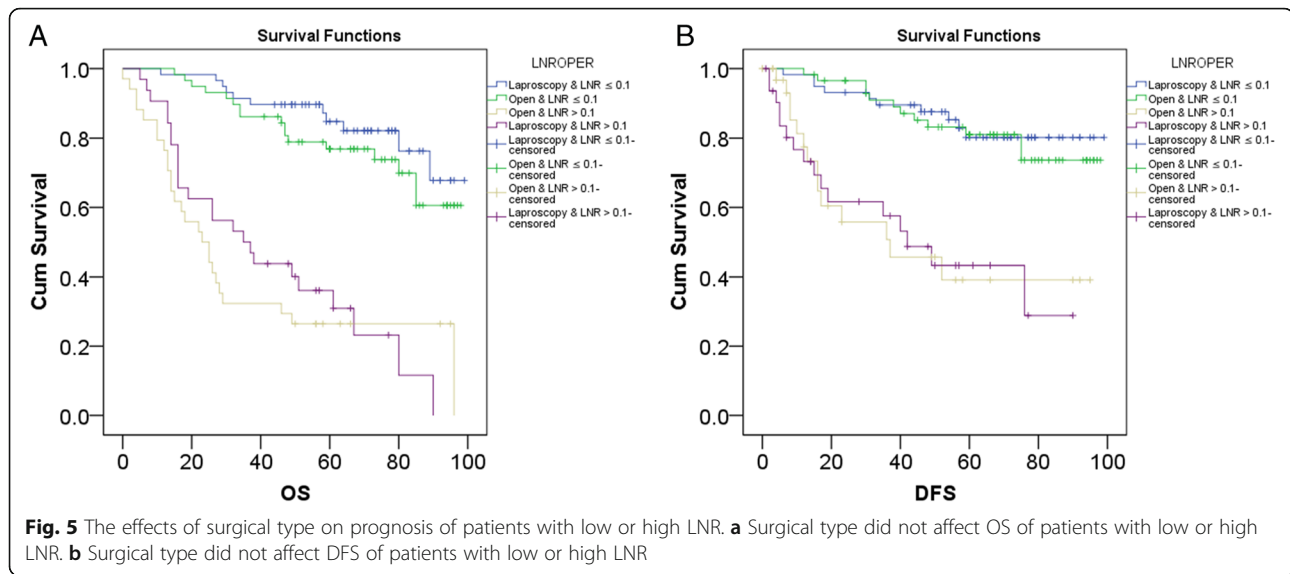 A
Survival Functions
LNROPER
Laproscopy & LNR ≤ 0.1
Open & LNR ≤ 0.1
Open & LNR > 0.1
Laproscopy & LNR > 0.1
Laproscopy & LNR ≤ 0.1-
censored
Open & LNR ≤ 0.1-
censored
Open & LNR > 0.1-
censored
Laproscopy & LNR > 0.1-
censored
Cum Survival
1.0
0.8
0.6
0.4
0.2
0.0
0 20 40 60 80 100
OS
B
Survival Functions
LNROPER
Laproscopy & LNR ≤ 0.1
Open & LNR ≤ 0.1
Open & LNR > 0.1
Laproscopy & LNR > 0.1
Laproscopy & LNR ≤ 0.1-
censored
Open & LNR ≤ 0.1-
censored
Open & LNR > 0.1-
censored
Laproscopy & LNR > 0.1-
censored
Cum Survival
1.0
0.8
0.6
0.4
0.2
0.0
0 20 40 60 80 100
DFS
Fig. 5 The effects of surgical type on prognosis of patients with low or high LNR. a Surgical type did not affect OS of patients with low or high
LNR. b Surgical type did not affect DFS of patients with low or high LNR